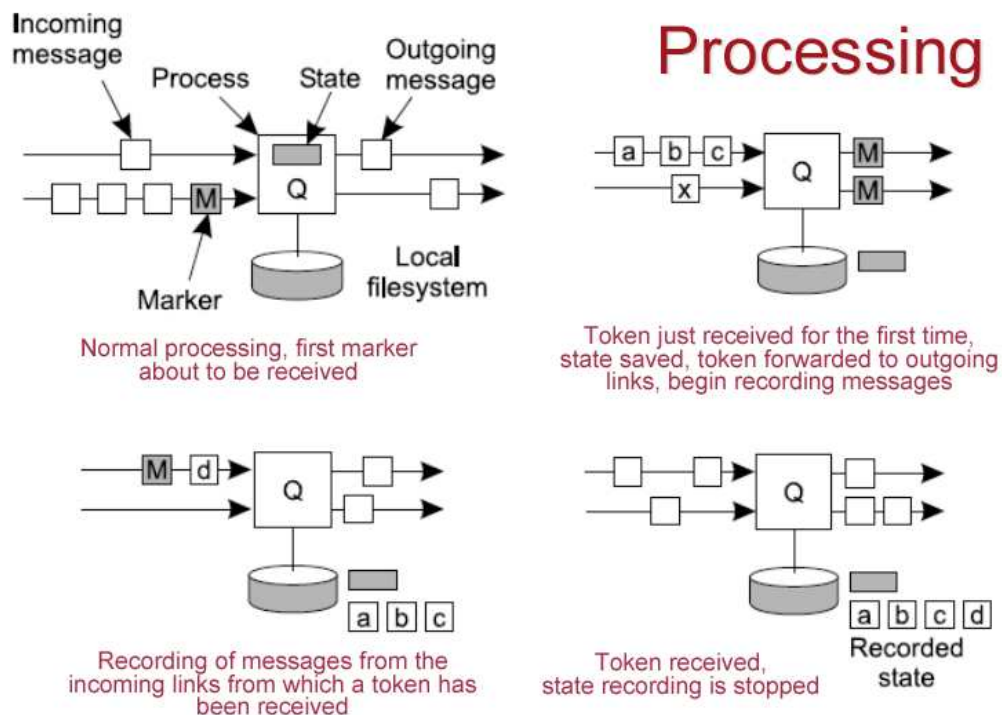 Processing
Incoming
message
Process
State
Outgoing
message
M
Q
Marker
Local
filesystem
Normal processing, first marker
about to be received
a b c
M
x
Q
M
Token just received for the first time,
state saved, token forwarded to outgoing
links, begin recording messages
M d
Q
a b c
Recording of messages from the
incoming links from which a token has
been received
Q
a b c d
Recorded
state
Token received,
state recording is stopped